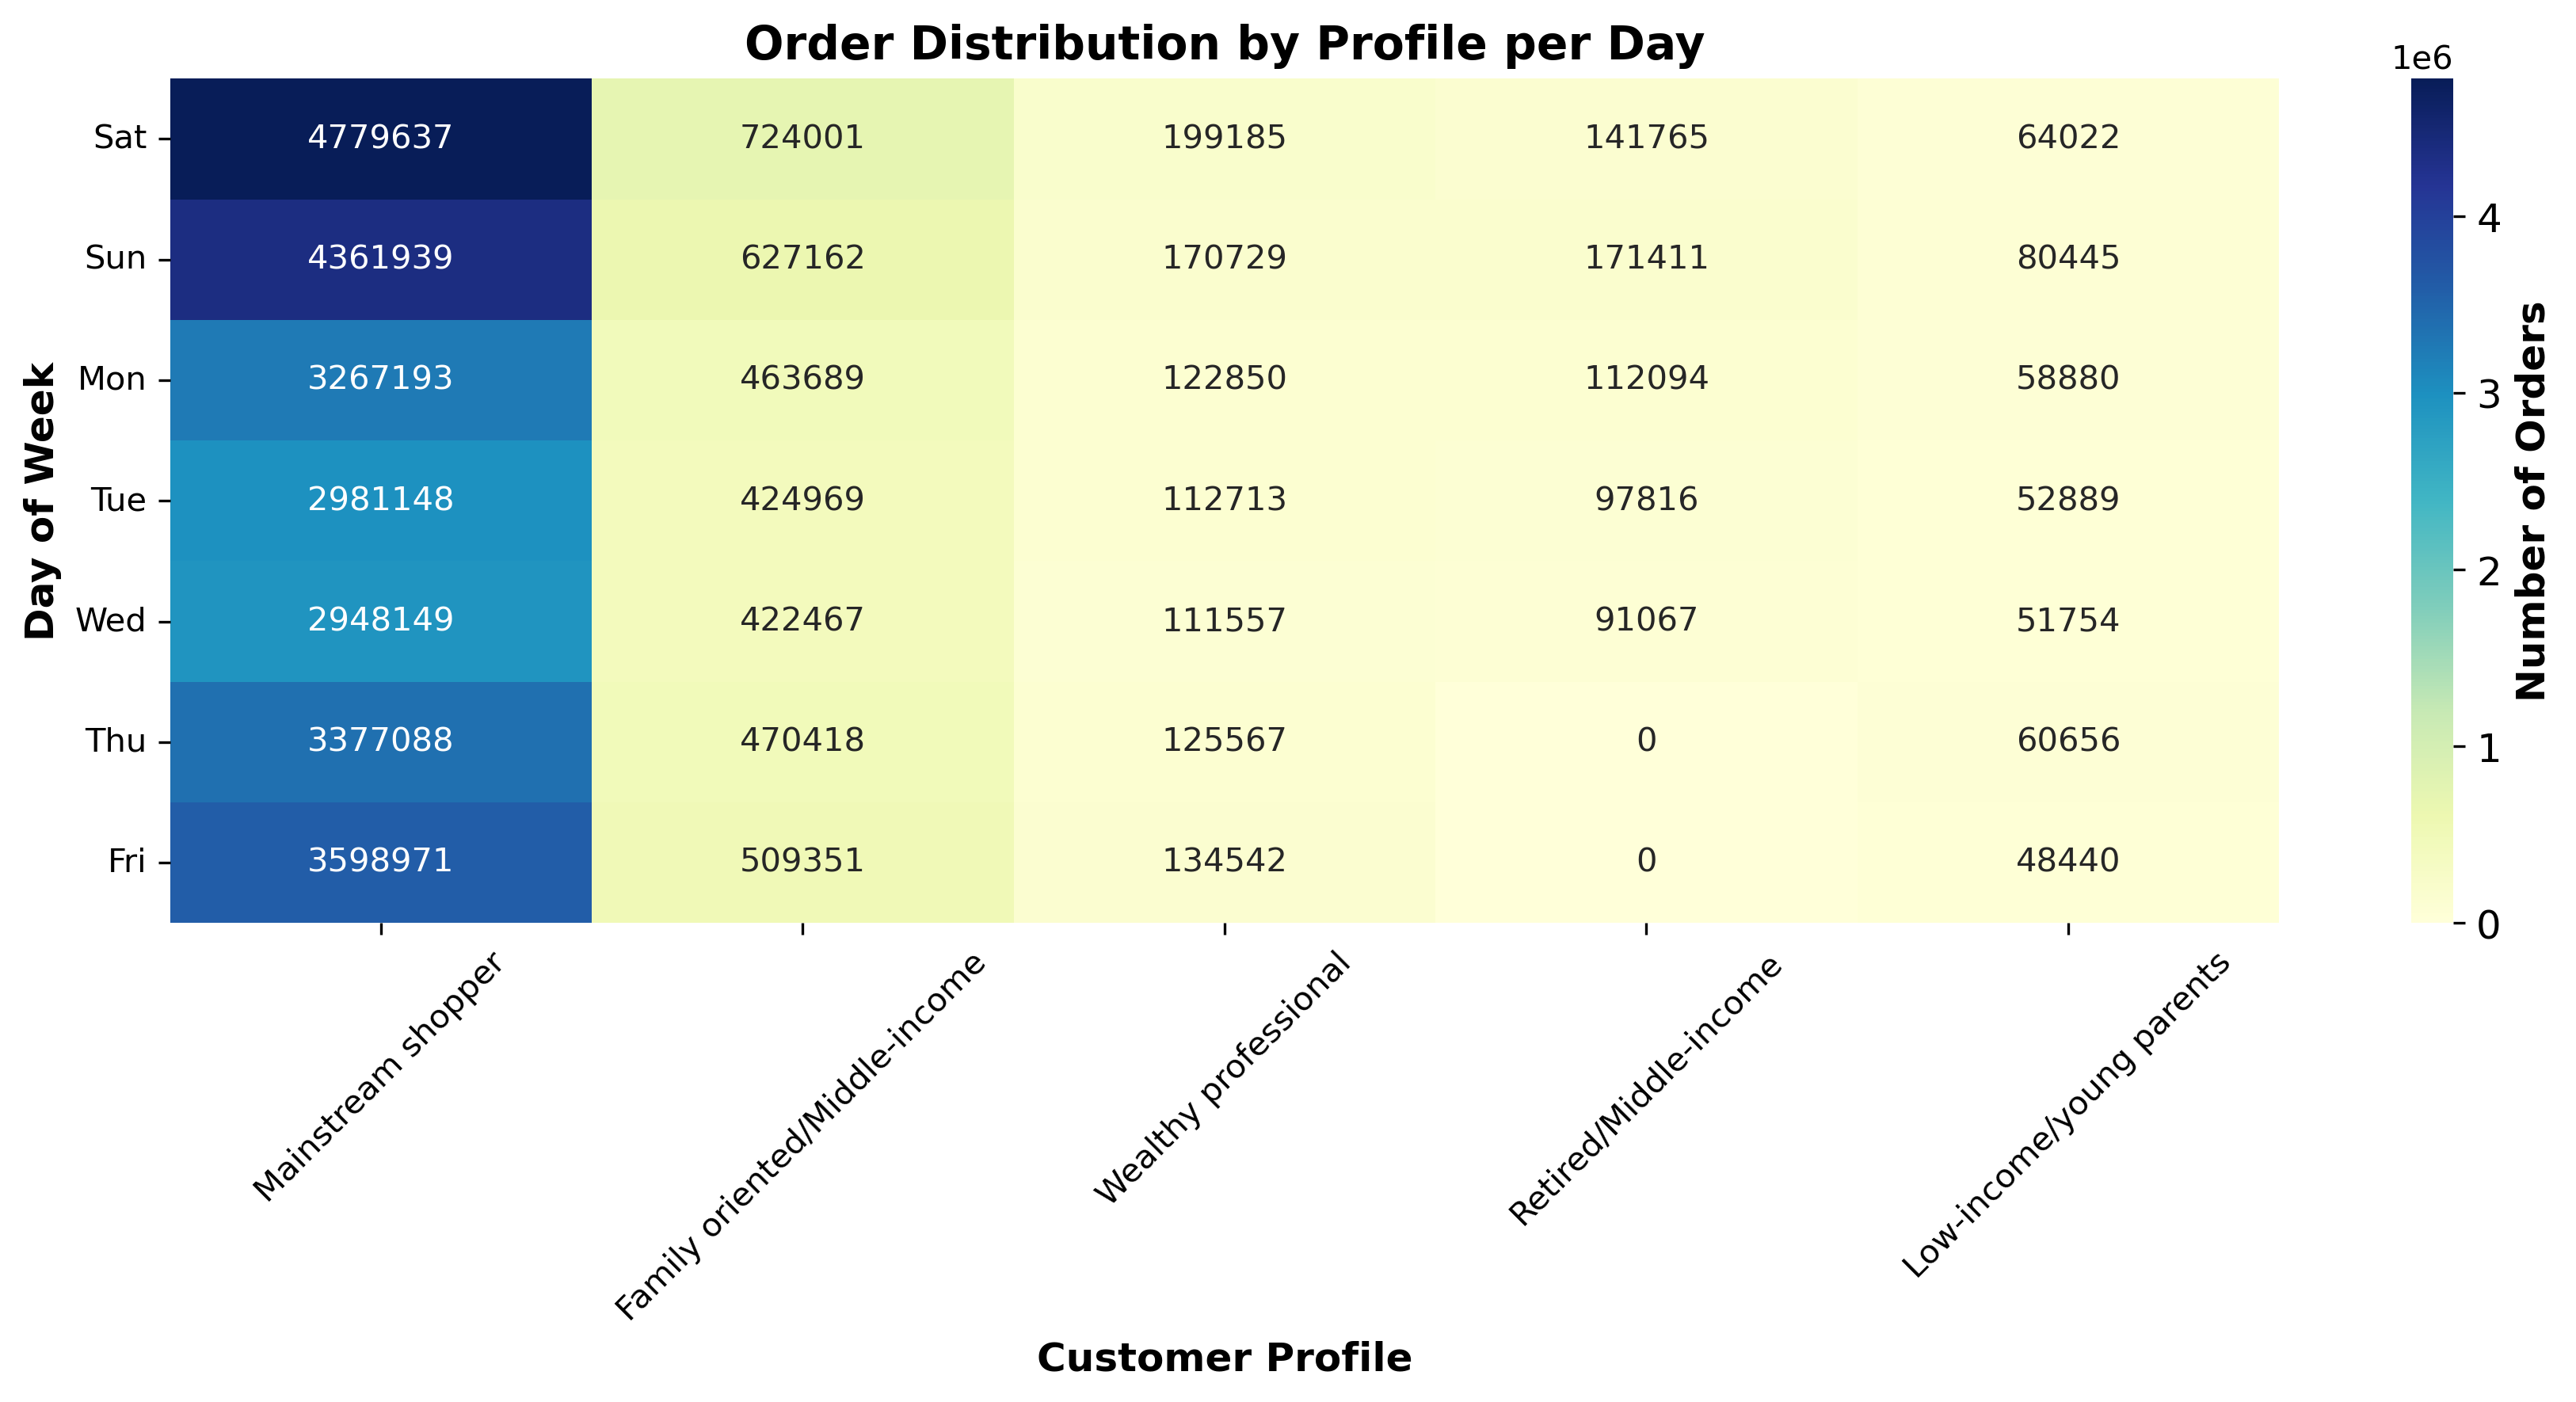 Order Distribution by Profile per Day
1e6
Sat 4779637 724001 199185 141765 64022
Sun 4361939 627162 170729 171411 80445
Mon 3267193 463689 122850 112094 58880
Tue 2981148 424969 112713 97816 52889
Wed 2948149 422467 111557 91067 51754
Thu 3377088 470418 125567 0 60656
Fri 3598971 509351 134542 0 48440
Day of Week
4
3
2
1
0
Number of Orders
Mainstream shopper
Family oriented/Middle-income
Wealthy professional
Retired/Middle-income
Low-income/young parents
Customer Profile